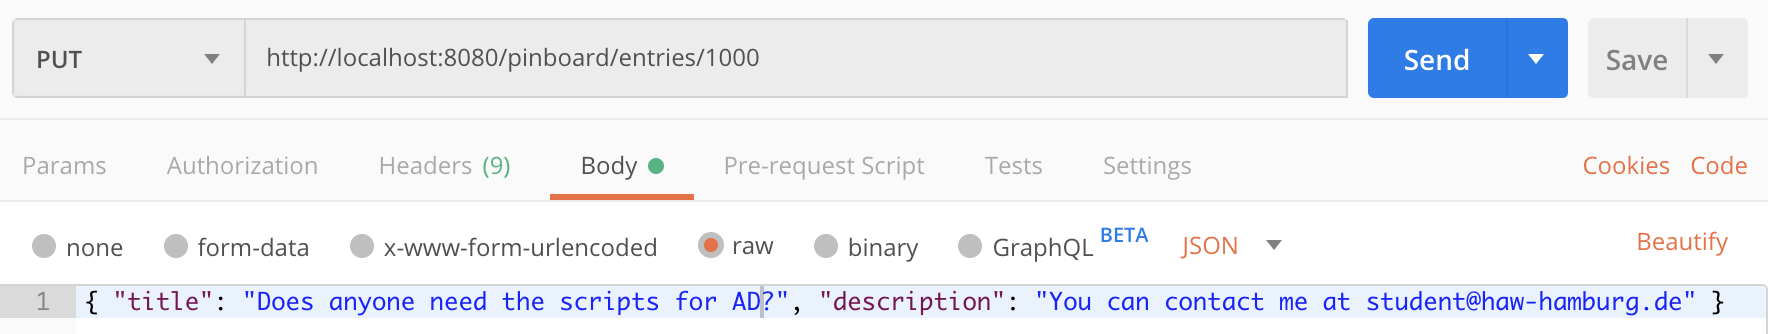 PUT http://localhost:8080/pinboard/entries/1000 Send Save
Params Authorization Headers (9) Body Pre-request Script Tests Settings Cookies Code
none form-data x-www-form-urlencoded raw binary GraphQL BETA JSON Beautify
1 { "title": "Does anyone need the scripts for AD?", "description": "You can contact me at student@haw-hamburg.de" }